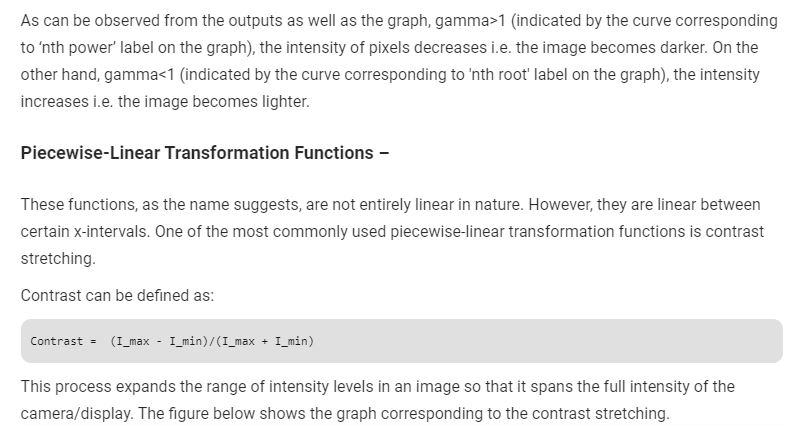 As can be observed from the outputs as well as the graph, gamma>1 (indicated by the curve corresponding
to ‘nth power’ label on the graph), the intensity of pixels decreases i.e. the image becomes darker. On the
other hand, gamma<1 (indicated by the curve corresponding to 'nth root' label on the graph), the intensity
increases i.e. the image becomes lighter.
Piecewise-Linear Transformation Functions –
These functions, as the name suggests, are not entirely linear in nature. However, they are linear between
certain x-intervals. One of the most commonly used piecewise-linear transformation functions is contrast
stretching.
Contrast can be defined as:
Contrast = (I_max - I_min)/(I_max + I_min)
This process expands the range of intensity levels in an image so that it spans the full intensity of the
camera/display. The figure below shows the graph corresponding to the contrast stretching.